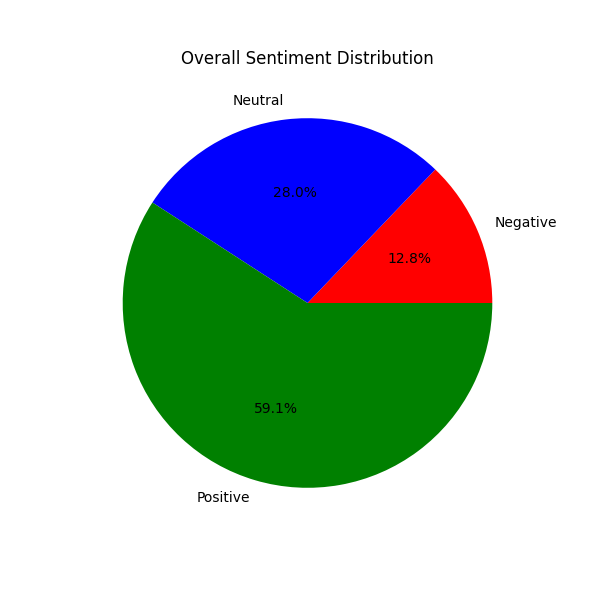 Overall Sentiment Distribution
Neutral
28.0%
Negative
12.8%
59.1%
Positive